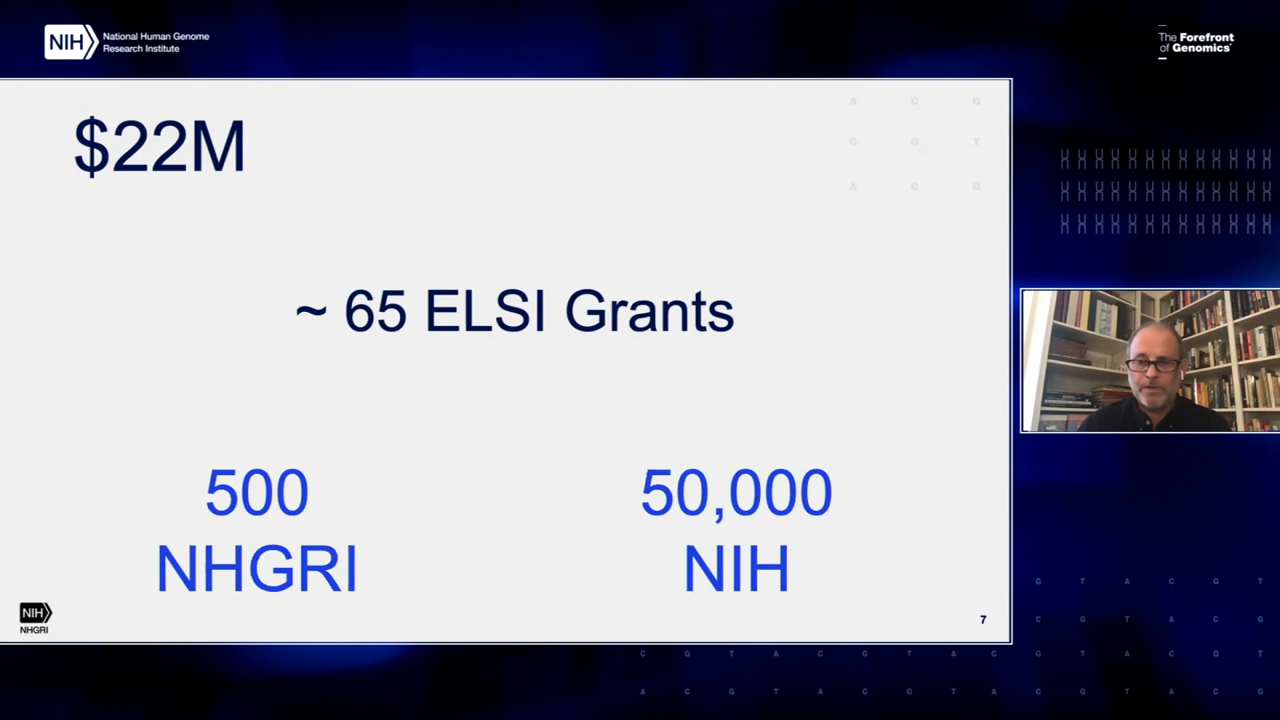 NIH
National Human Genome
Research Institute
The Forefront
of Genomics
$22M
A C G
C G T
A C G
~ 65 ELSI Grants
500
NHGRI
50,000
NIH
NIH
NHGRI
7
G T A C G T
C G T A C G
C G T A C G T A C G T A C G T
A C G T A C G T A C G T A C G